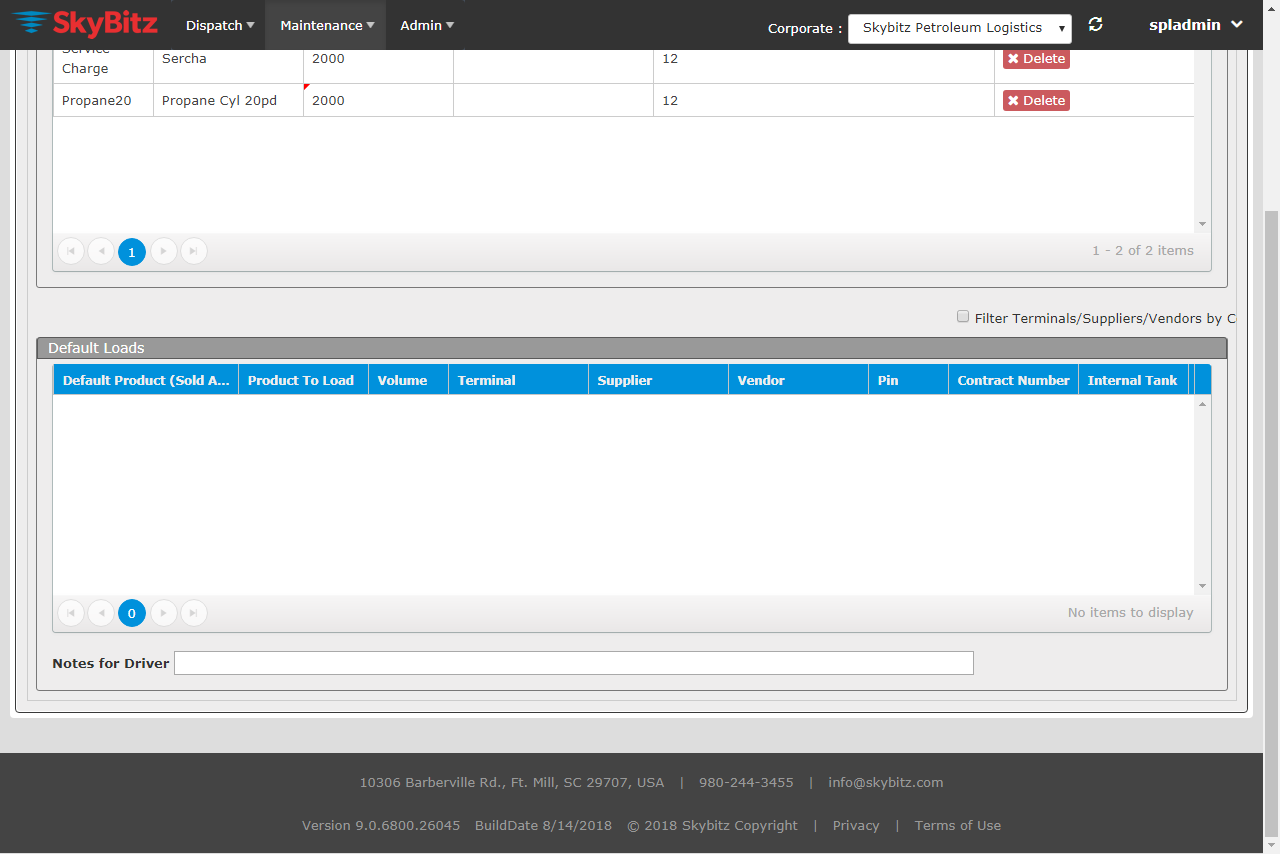 SkyBitz Dispatch Maintenance Admin Corporate : Skybitz Petroleum Logistics spladmin
Service
Charge Sercha 2000 12 Delete
Propane20 Propane Cyl 20pd 2000 12 Delete
1 1 - 2 of 2 items
Filter Terminals/Suppliers/Vendors by C
Default Loads
Default Product (Sold A... Product To Load Volume Terminal Supplier Vendor Pin Contract Number Internal Tank
0 No items to display
Notes for Driver
10306 Barberville Rd., Ft. Mill, SC 29707, USA | 980-244-3455 | info@skybitz.com
Version 9.0.6800.26045 BuildDate 8/14/2018 © 2018 Skybitz Copyright | Privacy | Terms of Use